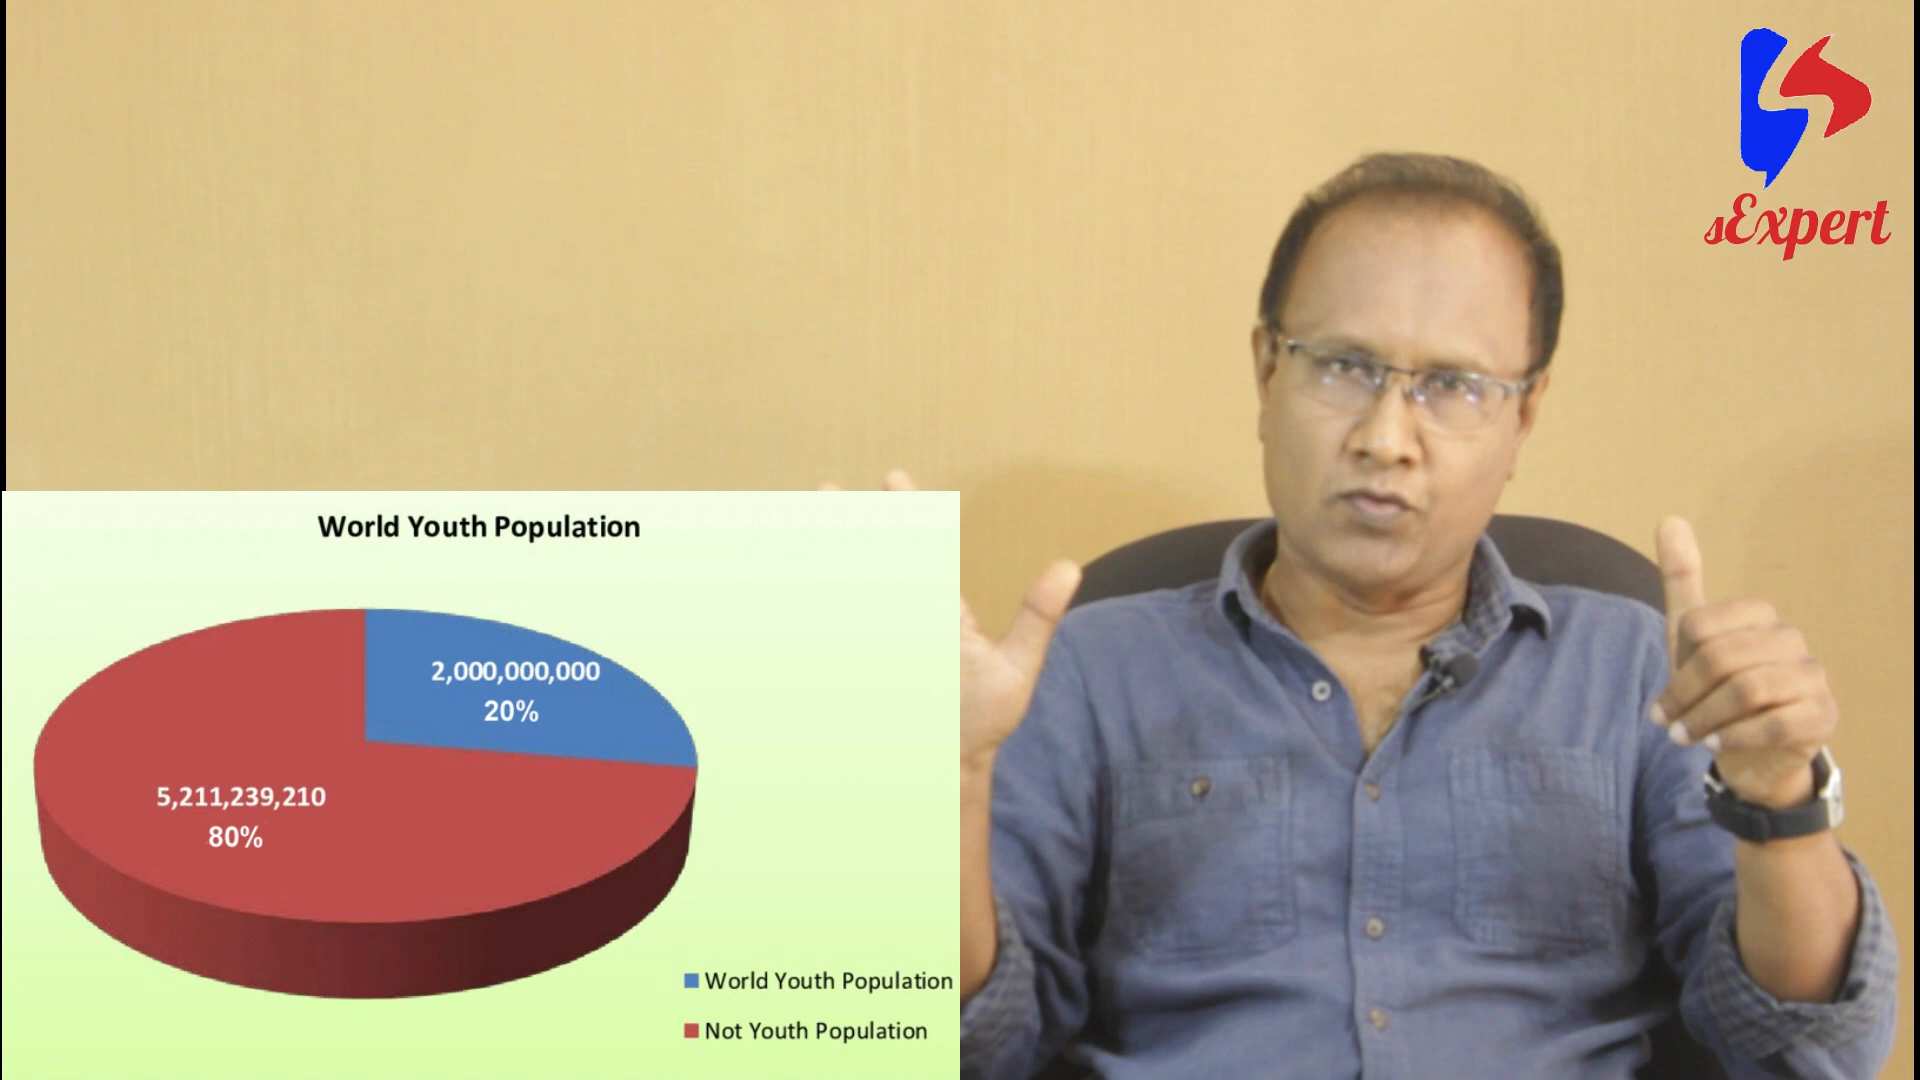 sExpert
World Youth Population
2,000,000,000
20%
5,211,239,210
80%
World Youth Population
Not Youth Population